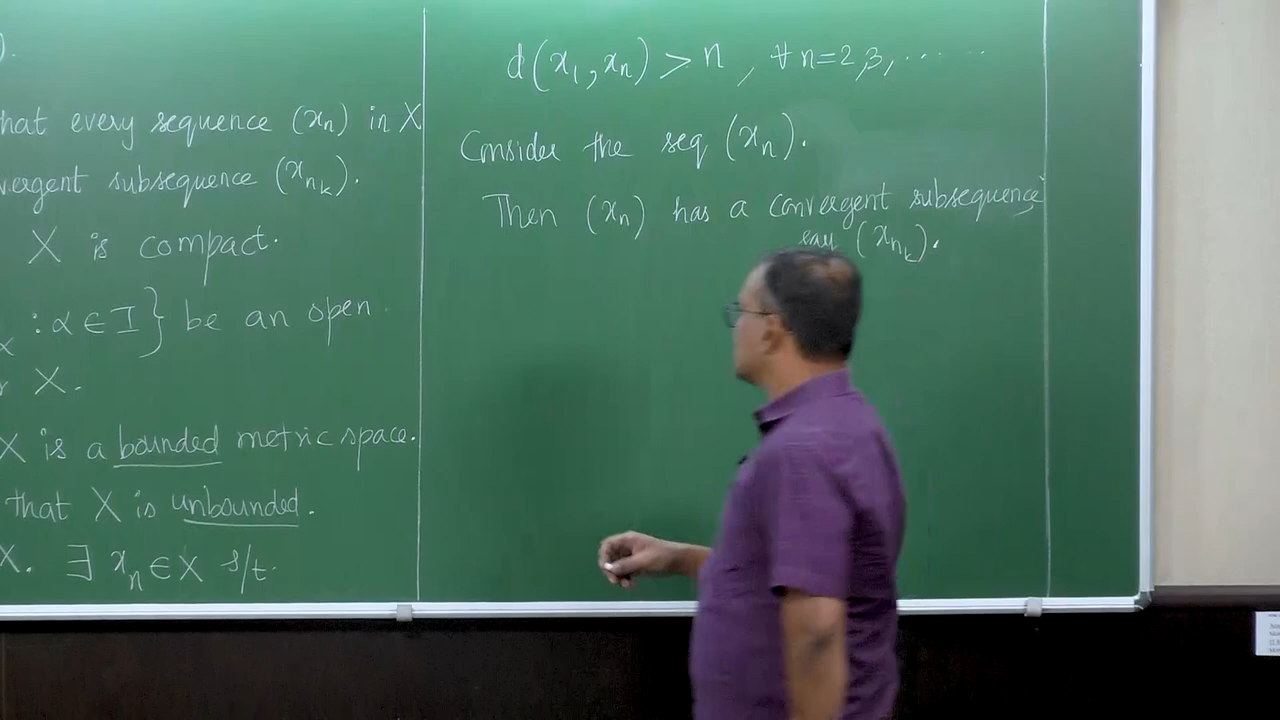 ).
hat every sequence (xₙ) in X
vergent subsequence (xₙₖ).
X is compact.
α : α ∈ I} be an open
r X.
X is a bounded metric space.
that X is unbounded.
X. ∃ xₙ ∈ X s/t.
d(x₁, xₙ) > n, ∀ n=2,3,......
Consider the seq (xₙ).
Then (xₙ) has a convergent subsequence,
say (xₙₖ).